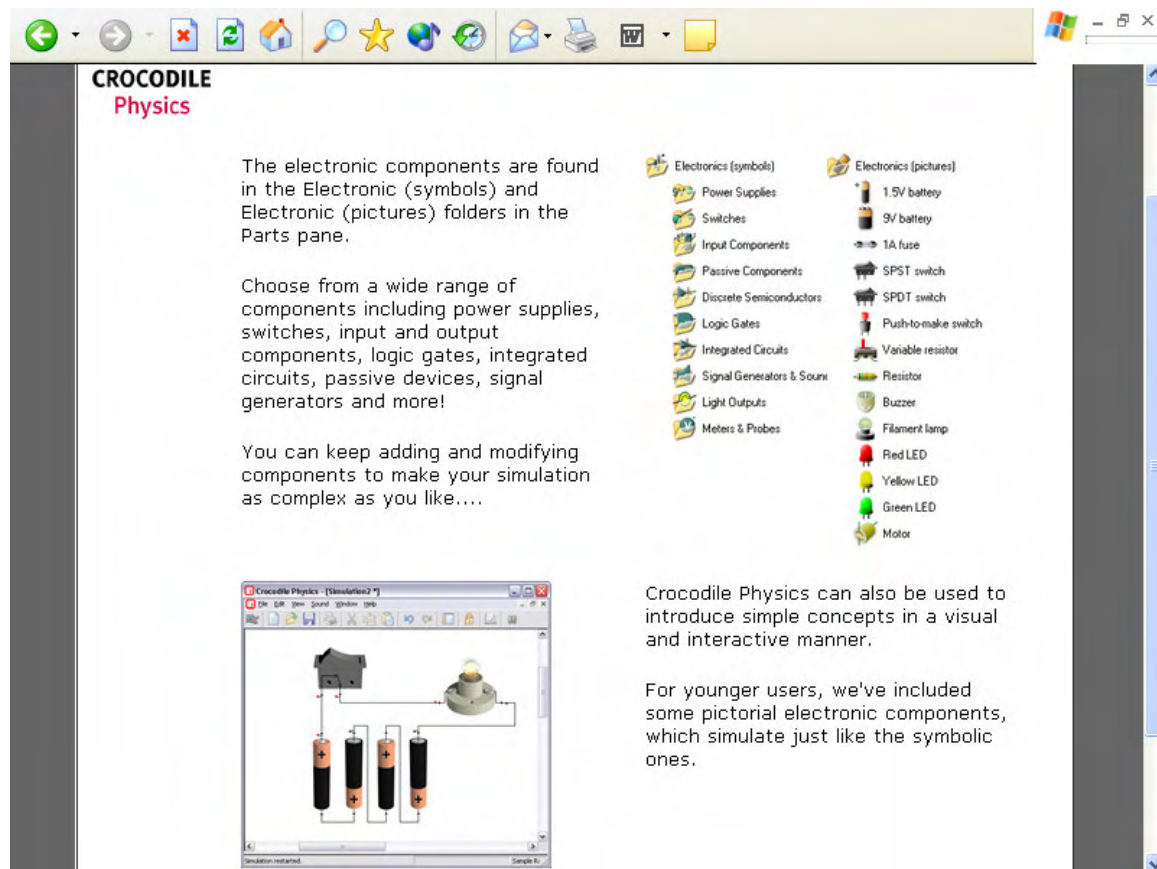 CROCODILE
Physics
The electronic components are found
in the Electronic (symbols) and
Electronic (pictures) folders in the
Parts pane.
Choose from a wide range of
components including power supplies,
switches, input and output
components, logic gates, integrated
circuits, passive devices, signal
generators and more!
You can keep adding and modifying
components to make your simulation
as complex as you like....
Electronics (symbols)
Power Supplies
Switches
Input Components
Passive Components
Discrete Semiconductors
Logic Gates
Integrated Circuits
Signal Generators & Soun
Light Outputs
Meters & Probes
Electronics (pictures)
1.5V battery
9V battery
1A fuse
SPST switch
SPDT switch
Push-to-make switch
Variable resistor
Resistor
Buzzer
Filament lamp
Red LED
Yellow LED
Green LED
Motor
Crocodile Physics - [Simulation2 *]
File Edit View Sound Window Help
Simulation restarted.
Crocodile Physics can also be used to
introduce simple concepts in a visual
and interactive manner.
For younger users, we've included
some pictorial electronic components,
which simulate just like the symbolic
ones.